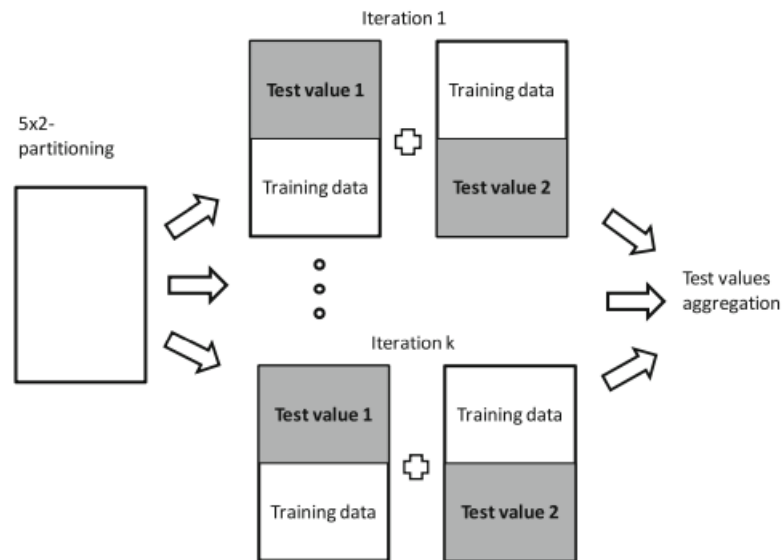 Iteration 1
Test value 1
Training data
Training data
Test value 2
5x2-
partitioning
Test values
aggregation
Iteration k
Test value 1
Training data
Training data
Test value 2